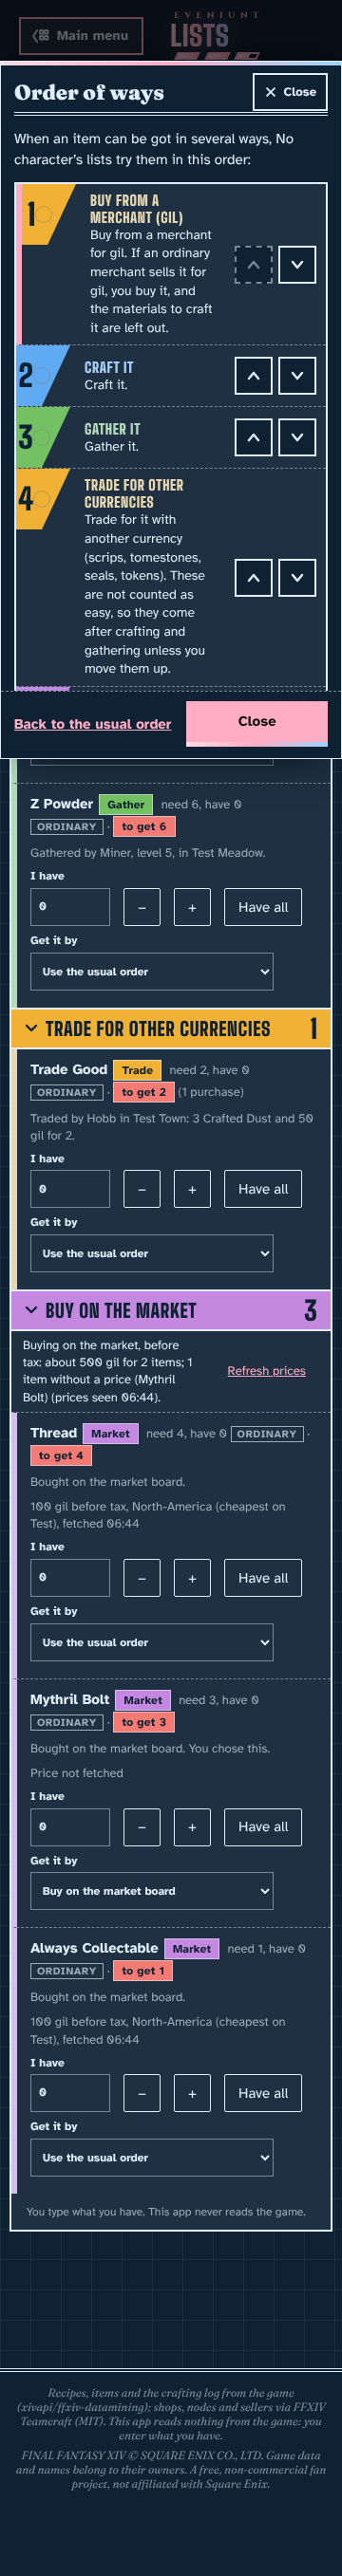 EVENIUNT
Main menu
LISTS
Order of ways
Close
When an item can be got in several ways, No
character's lists try them in this order:
1
BUY FROM A
MERCHANT (GIL)
Buy from a merchant
for gil. If an ordinary
merchant sells it for
gil, you buy it, and
the materials to craft
it are left out.
2
CRAFT IT
Craft it.
3
GATHER IT
Gather it.
4
TRADE FOR OTHER
CURRENCIES
Trade for it with
another currency
(scrips, tomestones,
seals, tokens). These
are not counted as
easy, so they come
after crafting and
gathering unless you
move them up.
Back to the usual order
Close
Z Powder Gather need 6, have 0
ORDINARY · to get 6
Gathered by Miner, level 5, in Test Meadow.
I have
0 − + Have all
Get it by
Use the usual order
TRADE FOR OTHER CURRENCIES 1
Trade Good Trade need 2, have 0
ORDINARY · to get 2 (1 purchase)
Traded by Hobb in Test Town: 3 Crafted Dust and 50
gil for 2.
I have
0 − + Have all
Get it by
Use the usual order
BUY ON THE MARKET 3
Buying on the market, before
tax: about 500 gil for 2 items; 1
item without a price (Mythril
Bolt) (prices seen 06:44).
Refresh prices
Thread Market need 4, have 0 ORDINARY ·
to get 4
Bought on the market board.
100 gil before tax, North-America (cheapest on
Test), fetched 06:44
I have
0 − + Have all
Get it by
Use the usual order
Mythril Bolt Market need 3, have 0
ORDINARY · to get 3
Bought on the market board. You chose this.
Price not fetched
I have
0 − + Have all
Get it by
Buy on the market board
Always Collectable Market need 1, have 0
ORDINARY · to get 1
Bought on the market board.
100 gil before tax, North-America (cheapest on
Test), fetched 06:44
I have
0 − + Have all
Get it by
Use the usual order
You type what you have. This app never reads the game.
Recipes, items and the crafting log from the game
(xivapi/ffxiv-datamining); shops, nodes and sellers via FFXIV
Teamcraft (MIT). This app reads nothing from the game: you
enter what you have.
FINAL FANTASY XIV © SQUARE ENIX CO., LTD. Game data
and names belong to their owners. A free, non-commercial fan
project, not affiliated with Square Enix.